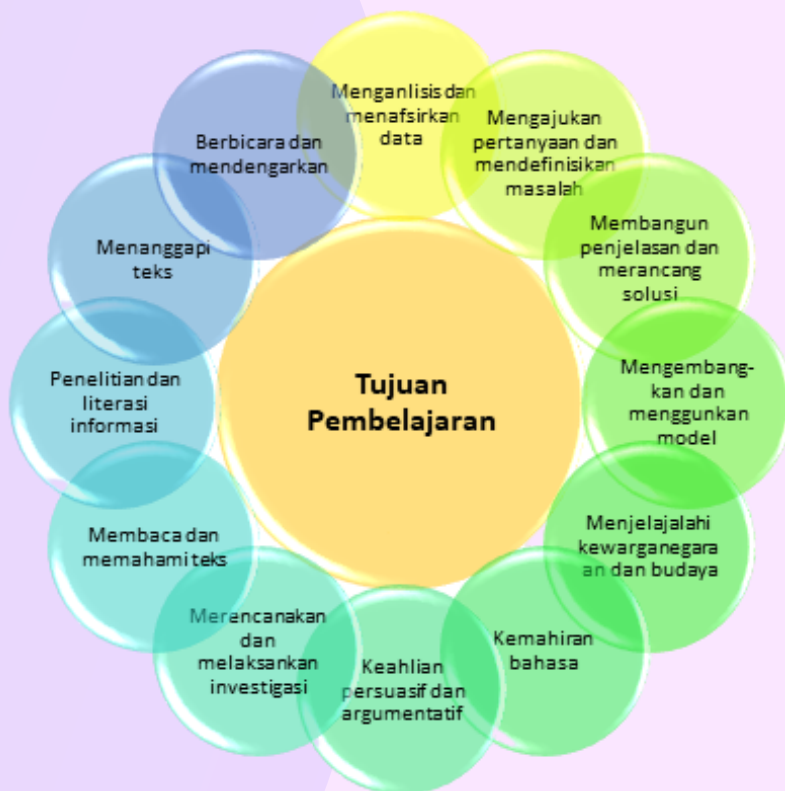 Menganlisis dan
menafsirkan
data
Mengajukan
pertanyaan dan
mendefinisikan
masalah
Membangun
penjelasan dan
merancang
solusi
Mengembang-
kan dan
menggunkan
model
Menjelajalahi
kewarganegara
an dan budaya
Kemahiran
bahasa
Keahlian
persuasif dan
argumentatif
Merencanakan
dan
melaksankan
investigasi
Membaca dan
memahami teks
Penelitian dan
literasi
informasi
Menanggapi
teks
Berbicara dan
mendengarkan
Tujuan
Pembelajaran